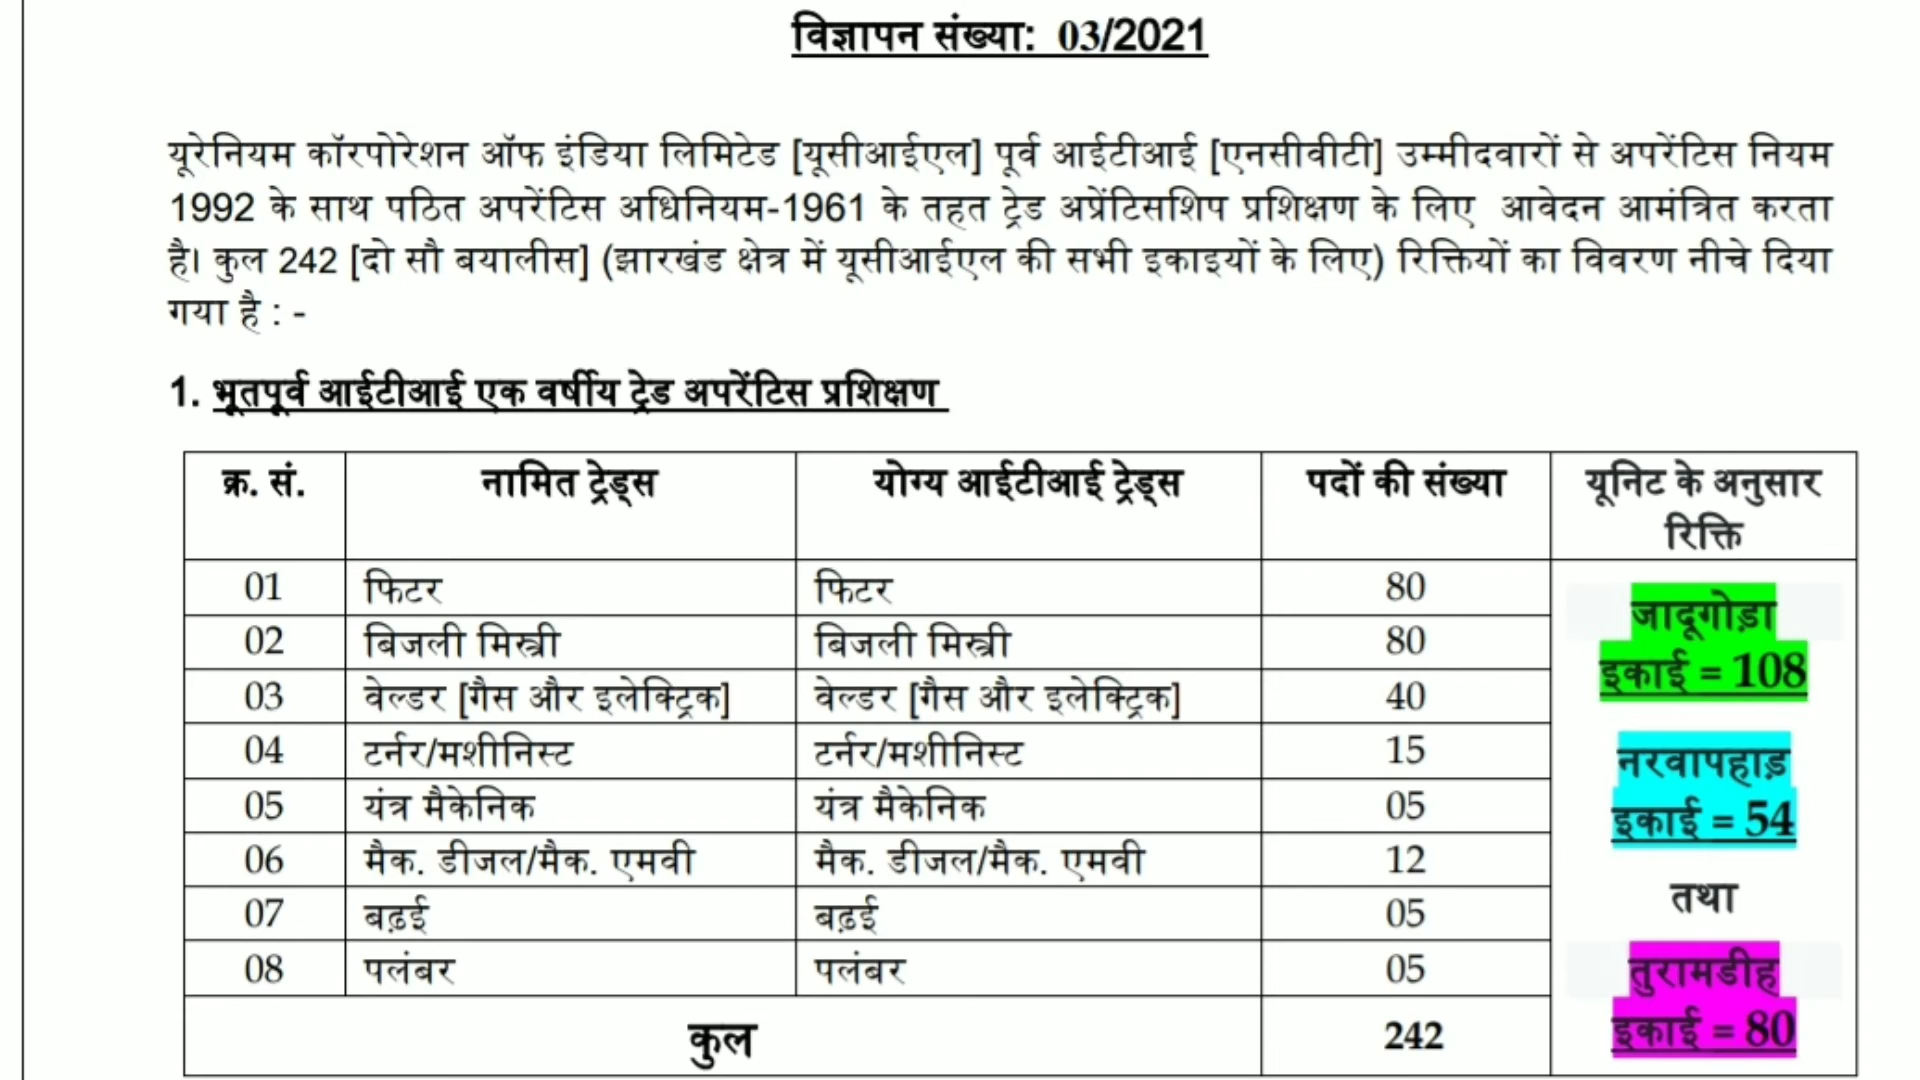 विज्ञापन संख्या: 03/2021
यूरेनियम कॉरपोरेशन ऑफ इंडिया लिमिटेड [यूसीआईएल] पूर्व आईटीआई [एनसीवीटी] उम्मीदवारों से अपरेंटिस नियम
1992 के साथ पठित अपरेंटिस अधिनियम-1961 के तहत ट्रेड अप्रेंटिसशिप प्रशिक्षण के लिए आवेदन आमंत्रित करता
है। कुल 242 [दो सौ बयालीस] (झारखंड क्षेत्र में यूसीआईएल की सभी इकाइयों के लिए) रिक्तियों का विवरण नीचे दिया
गया है : -
1. भूतपूर्व आईटीआई एक वर्षीय ट्रेड अपरेंटिस प्रशिक्षण
क्र. सं. नामित ट्रेड्स योग्य आईटीआई ट्रेड्स पदों की संख्या यूनिट के अनुसार
रिक्ति
01 फिटर फिटर 80
02 बिजली मिस्त्री बिजली मिस्त्री 80
03 वेल्डर [गैस और इलेक्ट्रिक] वेल्डर [गैस और इलेक्ट्रिक] 40
04 टर्नर/मशीनिस्ट टर्नर/मशीनिस्ट 15
05 यंत्र मैकेनिक यंत्र मैकेनिक 05
06 मैक. डीजल/मैक. एमवी मैक. डीजल/मैक. एमवी 12
07 बढ़ई बढ़ई 05
08 पलंबर पलंबर 05
कुल 242
जादूगोड़ा
इकाई = 108
नरवापहाड़
इकाई = 54
तथा
तुरामडीह
इकाई = 80